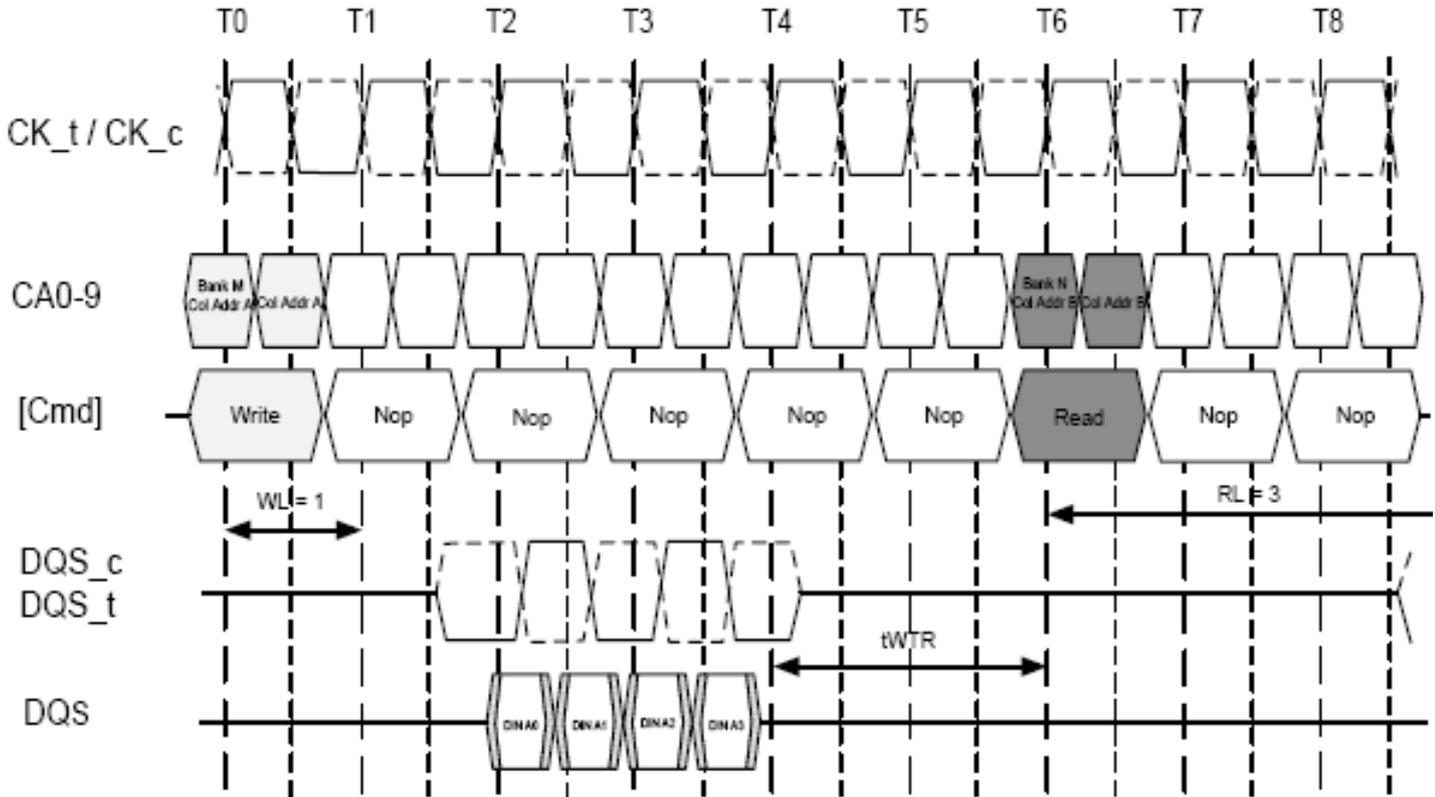 T0 T1 T2 T3 T4 T5 T6 T7 T8
CK_t / CK_c
CA0-9
Bank M
Col Addr A
Col Addr A
Bank N
Col Addr B
Col Addr B
[Cmd]
Write Nop Nop Nop Nop Nop Read Nop Nop
WL = 1
RL = 3
DQS_c
DQS_t
tWTR
DQS
DIN A0 DIN A1 DIN A2 DIN A3